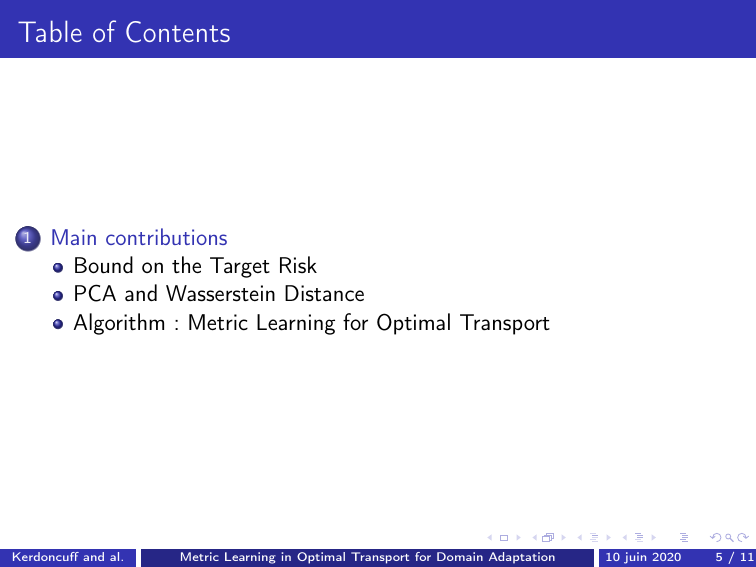 Table of Contents
1 Main contributions
Bound on the Target Risk
PCA and Wasserstein Distance
Algorithm : Metric Learning for Optimal Transport
Kerdoncuff and al. Metric Learning in Optimal Transport for Domain Adaptation 10 juin 2020 5 / 11